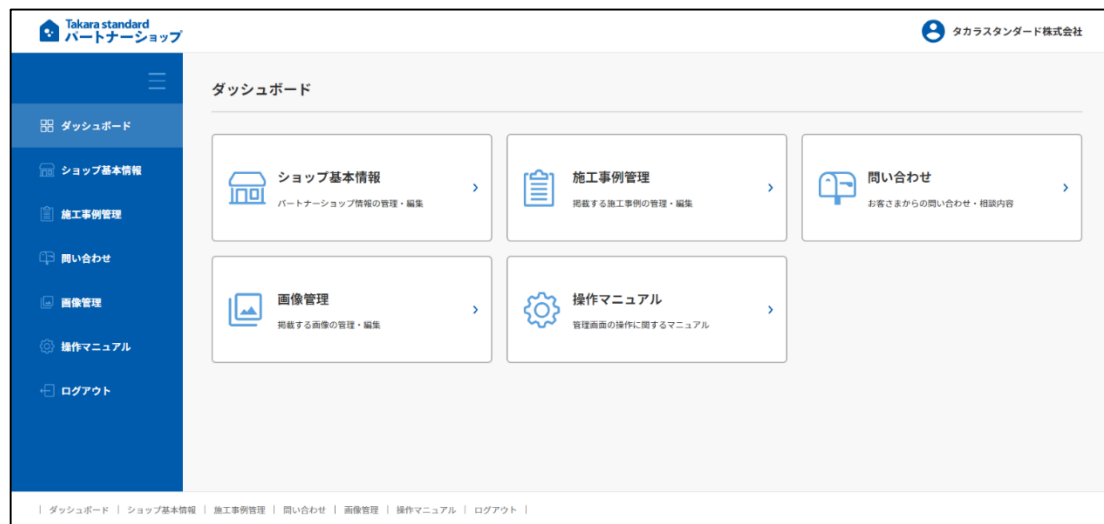 Takara standard
パートナーショップ
タカラスタンダード株式会社
ダッシュボード
ショップ基本情報
施工事例管理
問い合わせ
画像管理
操作マニュアル
ログアウト
ダッシュボード
ショップ基本情報
パートナーショップ情報の管理・編集
施工事例管理
掲載する施工事例の管理・編集
問い合わせ
お客さまからの問い合わせ・相談内容
画像管理
掲載する画像の管理・編集
操作マニュアル
管理画面の操作に関するマニュアル
| ダッシュボード | ショップ基本情報 | 施工事例管理 | 問い合わせ | 画像管理 | 操作マニュアル | ログアウト |